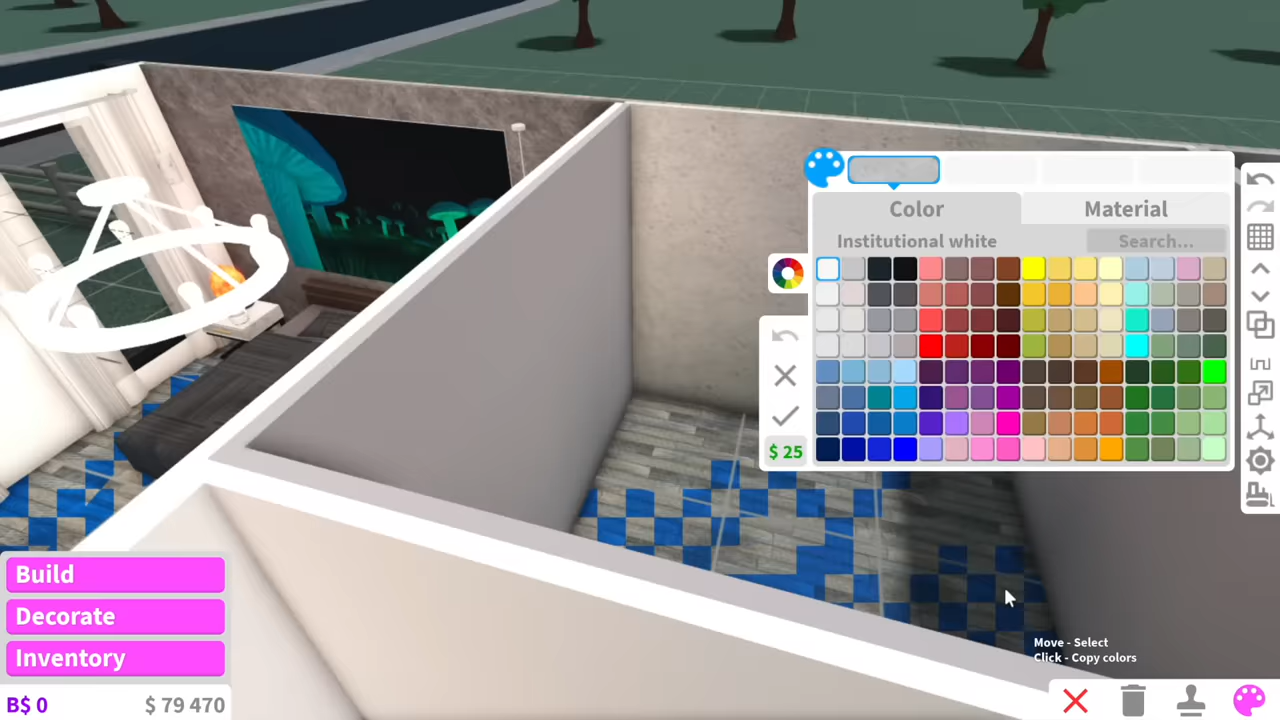 Color
Material
Institutional white
Search...
$ 25
Build
Decorate
Inventory
B$ 0
$ 79 470
Move - Select
Click - Copy colors